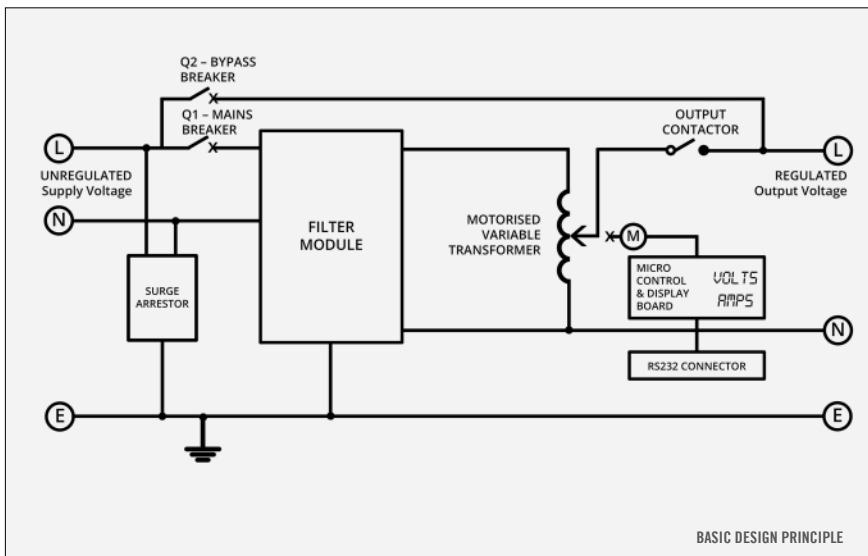 Q2 – BYPASS
BREAKER
Q1 – MAINS
BREAKER
OUTPUT
CONTACTOR
L
L
UNREGULATED
Supply Voltage
REGULATED
Output Voltage
N
FILTER
MODULE
MOTORISED
VARIABLE
TRANSFORMER
M
MICRO
CONTROL
& DISPLAY
BOARD
VOLTS
AMPS
SURGE
ARRESTOR
N
RS232 CONNECTOR
E
E
BASIC DESIGN PRINCIPLE